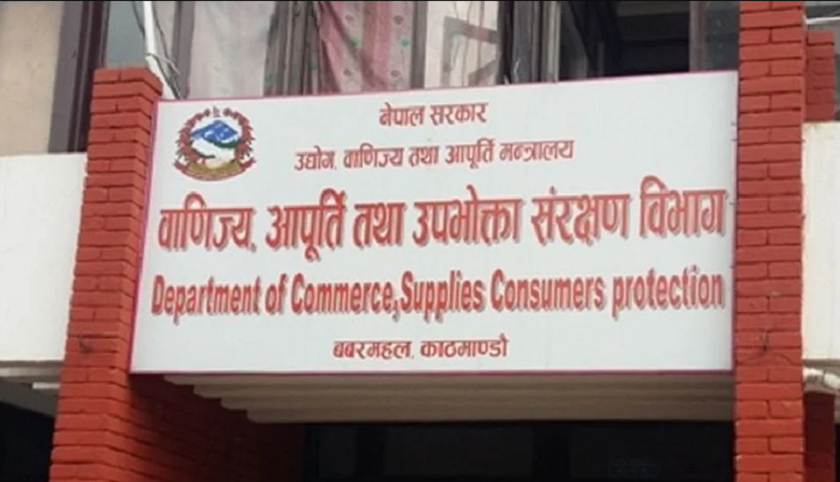 नेपाल सरकार
उद्योग, वाणिज्य तथा आपूर्ति मन्त्रालय
वाणिज्य, आपूर्ति तथा उपभोक्ता संरक्षण विभाग
Department of Commerce,Supplies Consumers protection
बबरमहल, काठमाण्डौ